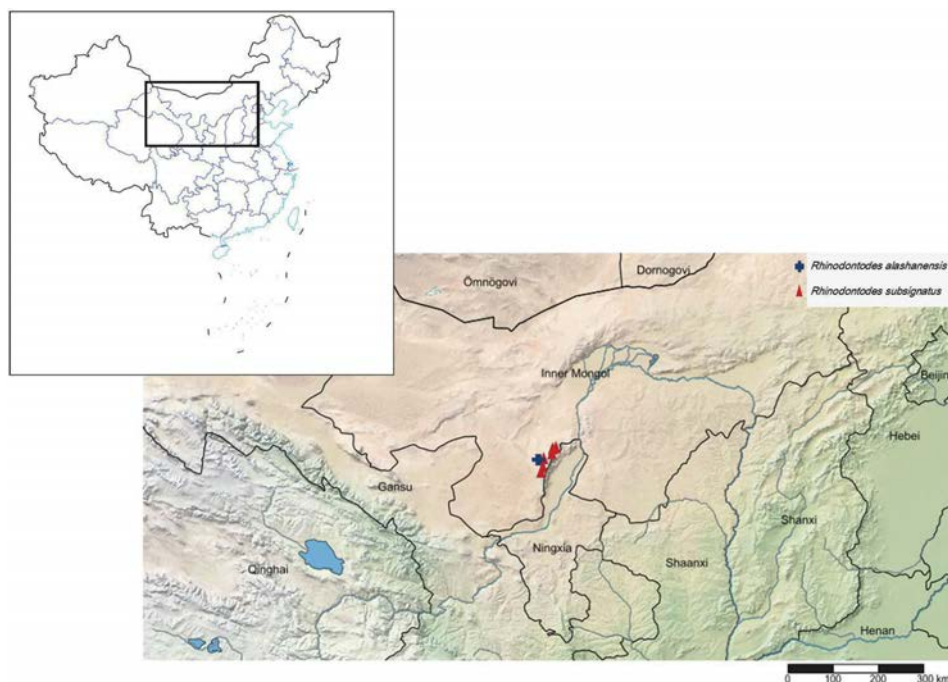 Ömnögovi
Dornogovi
Rhinodontodes alashanensis
Rhinodontodes subsignatus
Inner Mongol
Beijin
Hebei
Gansu
Shanxi
Ningxia
Shaanxi
Qinghai
Henan
0 100 200 300 km